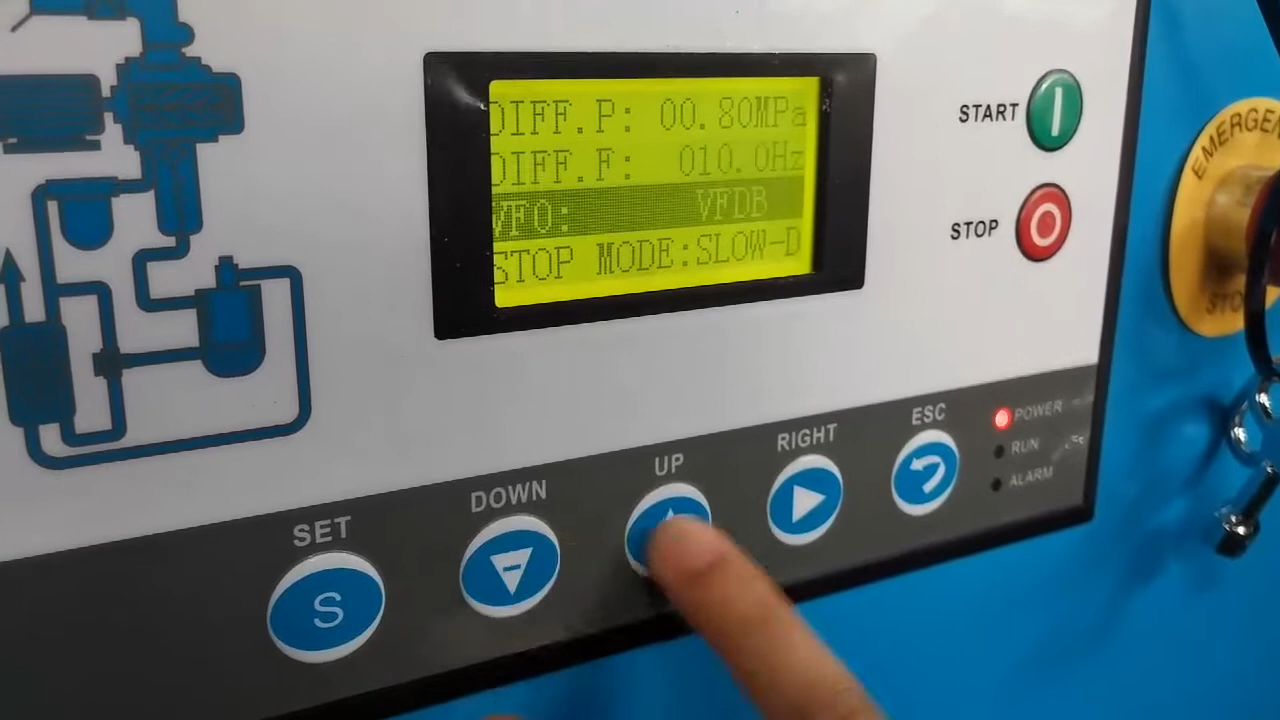 DIFF.P: 00.80MPa
DIFF.F: 010.0Hz
VFO: VFDB
STOP MODE:SLOW-D
START
STOP
EMERGEN
STO
SET
DOWN
UP
RIGHT
ESC
POWER
RUN
ALARM
S